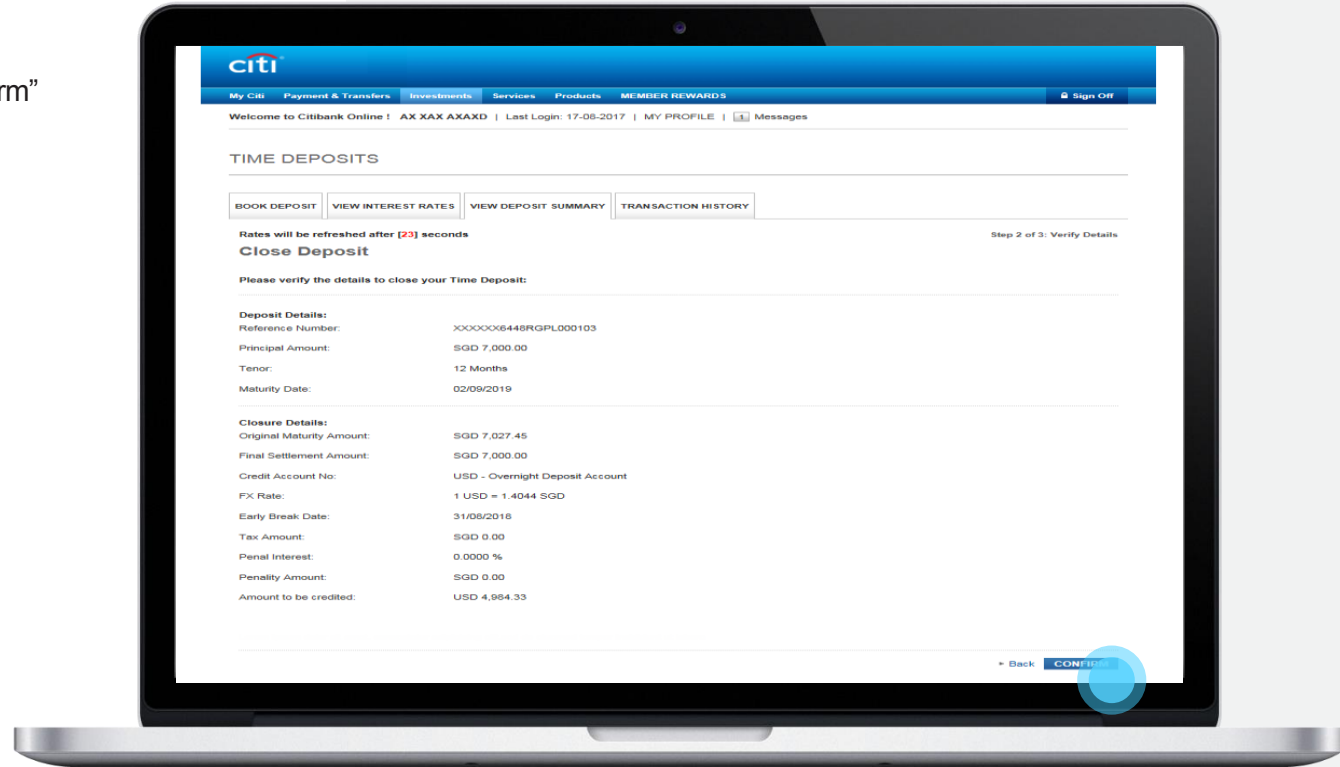 rm”
citi
My Citi Payment & Transfers Investments Services Products MEMBER REWARDS Sign Off
Welcome to Citibank Online ! AX XAX AXAXD | Last Login: 17-08-2017 | MY PROFILE | 1 Messages
TIME DEPOSITS
BOOK DEPOSIT VIEW INTEREST RATES VIEW DEPOSIT SUMMARY TRANSACTION HISTORY
Rates will be refreshed after [23] seconds Step 2 of 3: Verify Details
Close Deposit
Please verify the details to close your Time Deposit:
Deposit Details:
Reference Number: XXXXXX6448RGPL000103
Principal Amount: SGD 7,000.00
Tenor: 12 Months
Maturity Date: 02/09/2019
Closure Details:
Original Maturity Amount: SGD 7,027.45
Final Settlement Amount: SGD 7,000.00
Credit Account No: USD - Overnight Deposit Account
FX Rate: 1 USD = 1.4044 SGD
Early Break Date: 31/08/2018
Tax Amount: SGD 0.00
Penal Interest: 0.0000 %
Penality Amount: SGD 0.00
Amount to be credited: USD 4,984.33
Back CONFIRM